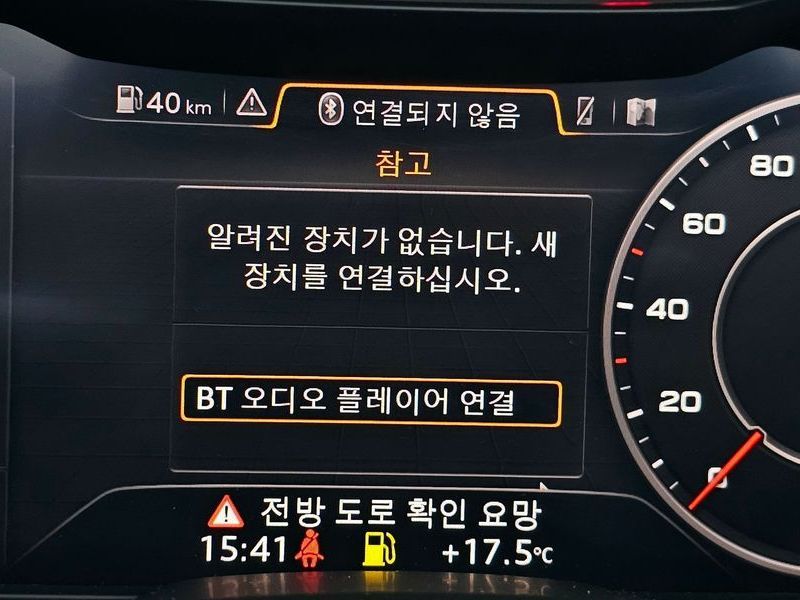 40 km
연결되지 않음
참고
알려진 장치가 없습니다. 새
장치를 연결하십시오.
BT 오디오 플레이어 연결
전방 도로 확인 요망
15:41 +17.5°C
80
60
40
20
0